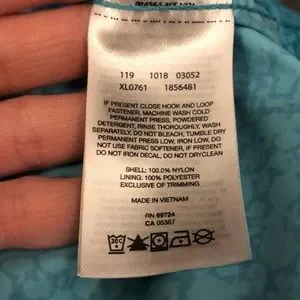 119 1018 03052
XL0761 1856481
IF PRESENT CLOSE HOOK AND LOOP
FASTENER, MACHINE WASH COLD
PERMANENT PRESS, POWDERED
DETERGENT, RINSE THOROUGHLY, WASH
SEPARATELY, DO NOT BLEACH, TUMBLE DRY
PERMANENT PRESS LOW, IRON LOW, DO
NOT USE FABRIC SOFTENER, IF PRESENT
DO NOT IRON DECAL, DO NOT DRYCLEAN
SHELL: 100.0% NYLON
LINING: 100% POLYESTER
EXCLUSIVE OF TRIMMING
MADE IN VIETNAM
RN 69724
CA 05367
30C